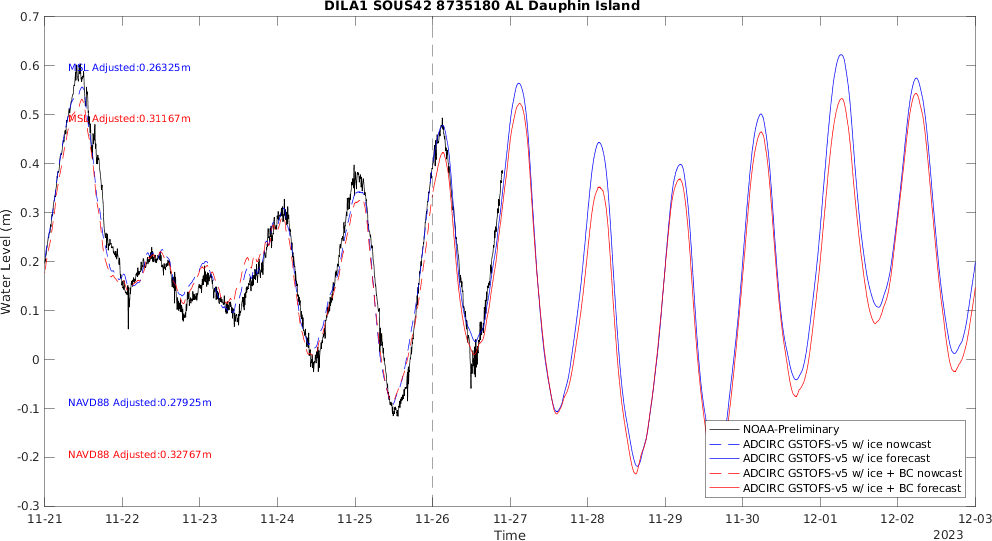 DILA1 SOUS42 8735180 AL Dauphin Island
0.7
0.6
0.5
0.4
0.3
0.2
0.1
0
-0.1
-0.2
-0.3
Water Level (m)
MSL Adjusted:0.26325m
MSL Adjusted:0.31167m
NAVD88 Adjusted:0.27925m
NAVD88 Adjusted:0.32767m
NOAA-Preliminary
ADCIRC GSTOFS-v5 w/ ice nowcast
ADCIRC GSTOFS-v5 w/ ice forecast
ADCIRC GSTOFS-v5 w/ ice + BC nowcast
ADCIRC GSTOFS-v5 w/ ice + BC forecast
11-21 11-22 11-23 11-24 11-25 11-26 11-27 11-28 11-29 11-30 12-01 12-02 12-03
Time
2023